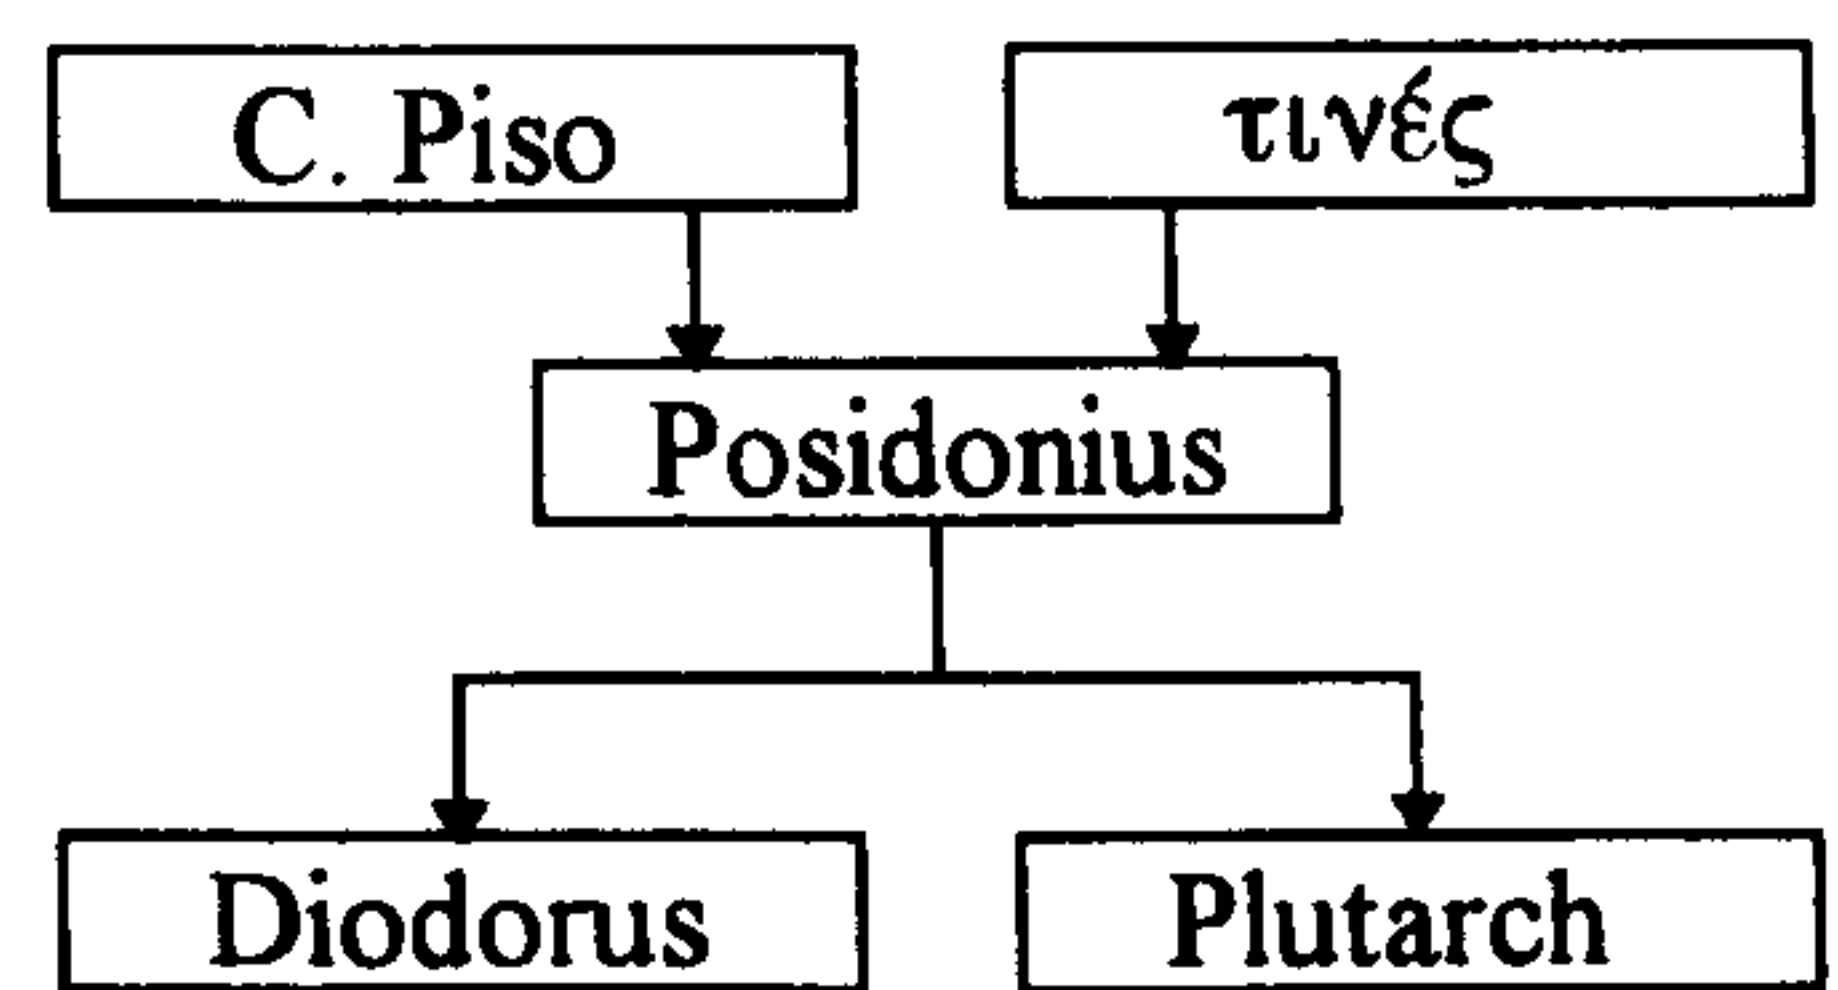 C. Piso
τινές
Posidonius
Diodorus
Plutarch